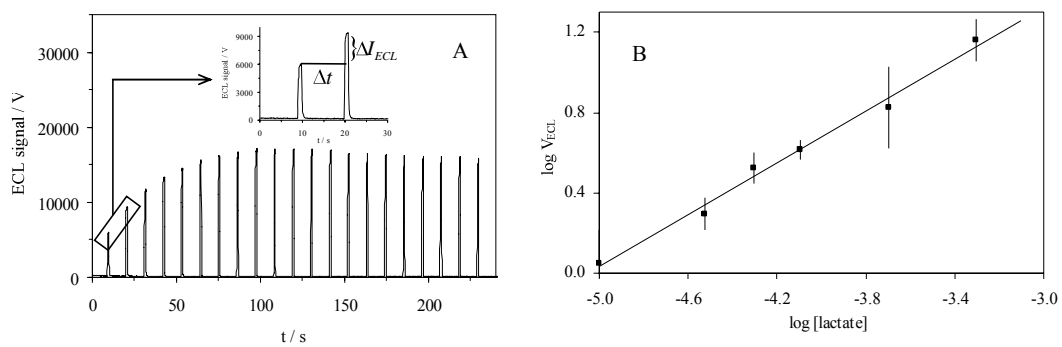 A
ECL signal / V
35000
30000
20000
10000
0
0
50
100
150
200
t / s
ECL signal / V
9000
6000
3000
0
0
10
20
30
t / s
ΔI_ECL
Δt
B
log V_ECL
1.2
0.8
0.4
0.0
-5.0
-4.6
-4.2
-3.8
-3.4
-3.0
log [lactate]